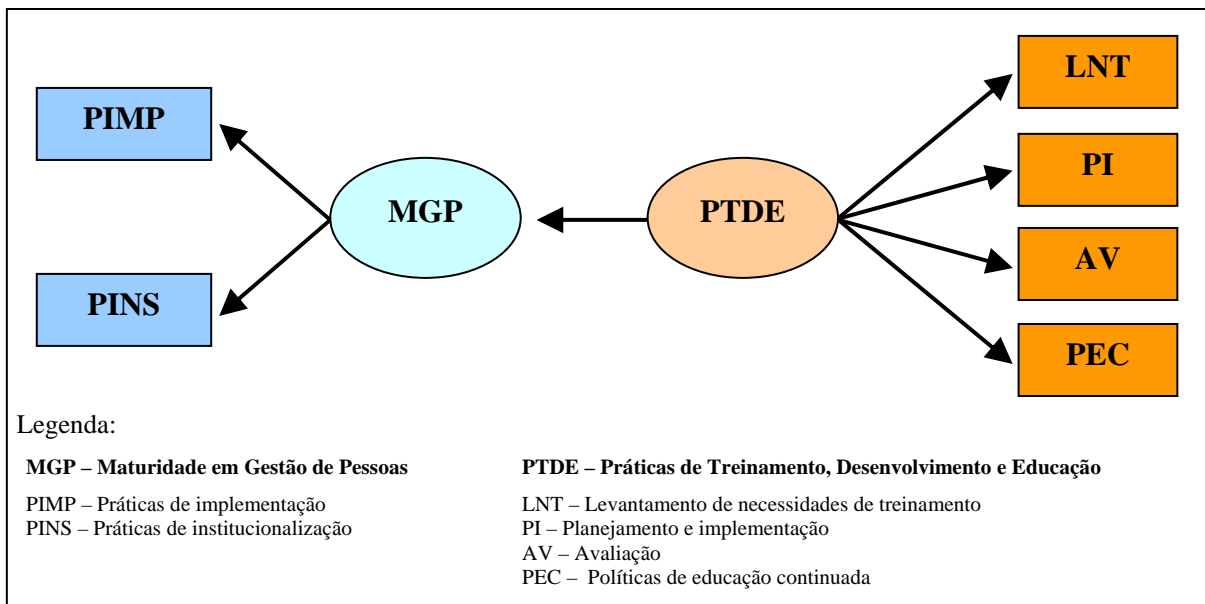 LNT
PIMP
PI
MGP
PTDE
AV
PINS
PEC
Legenda:
MGP – Maturidade em Gestão de Pessoas
PIMP – Práticas de implementação
PINS – Práticas de institucionalização
PTDE – Práticas de Treinamento, Desenvolvimento e Educação
LNT – Levantamento de necessidades de treinamento
PI – Planejamento e implementação
AV – Avaliação
PEC – Políticas de educação continuada